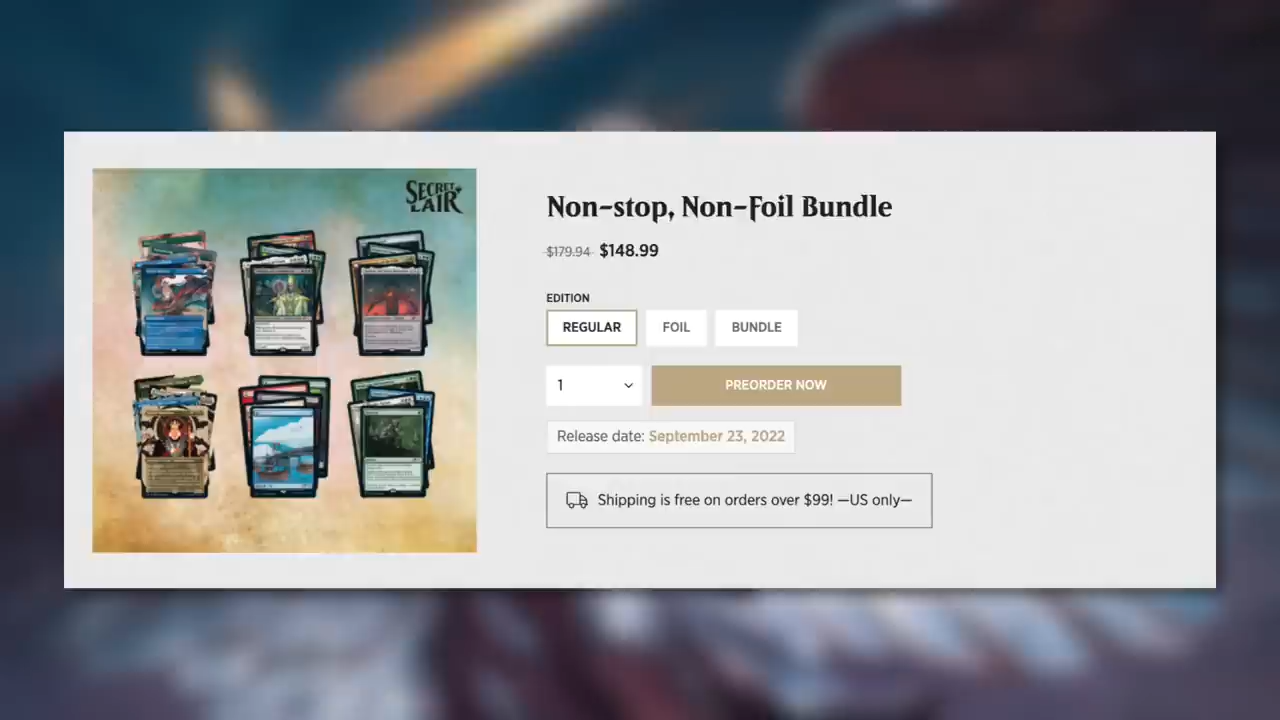 SECRET
LAIR
Non-stop, Non-Foil Bundle
$179.94 $148.99
EDITION
REGULAR FOIL BUNDLE
1 PREORDER NOW
Release date: September 23, 2022
Shipping is free on orders over $99! —US only—